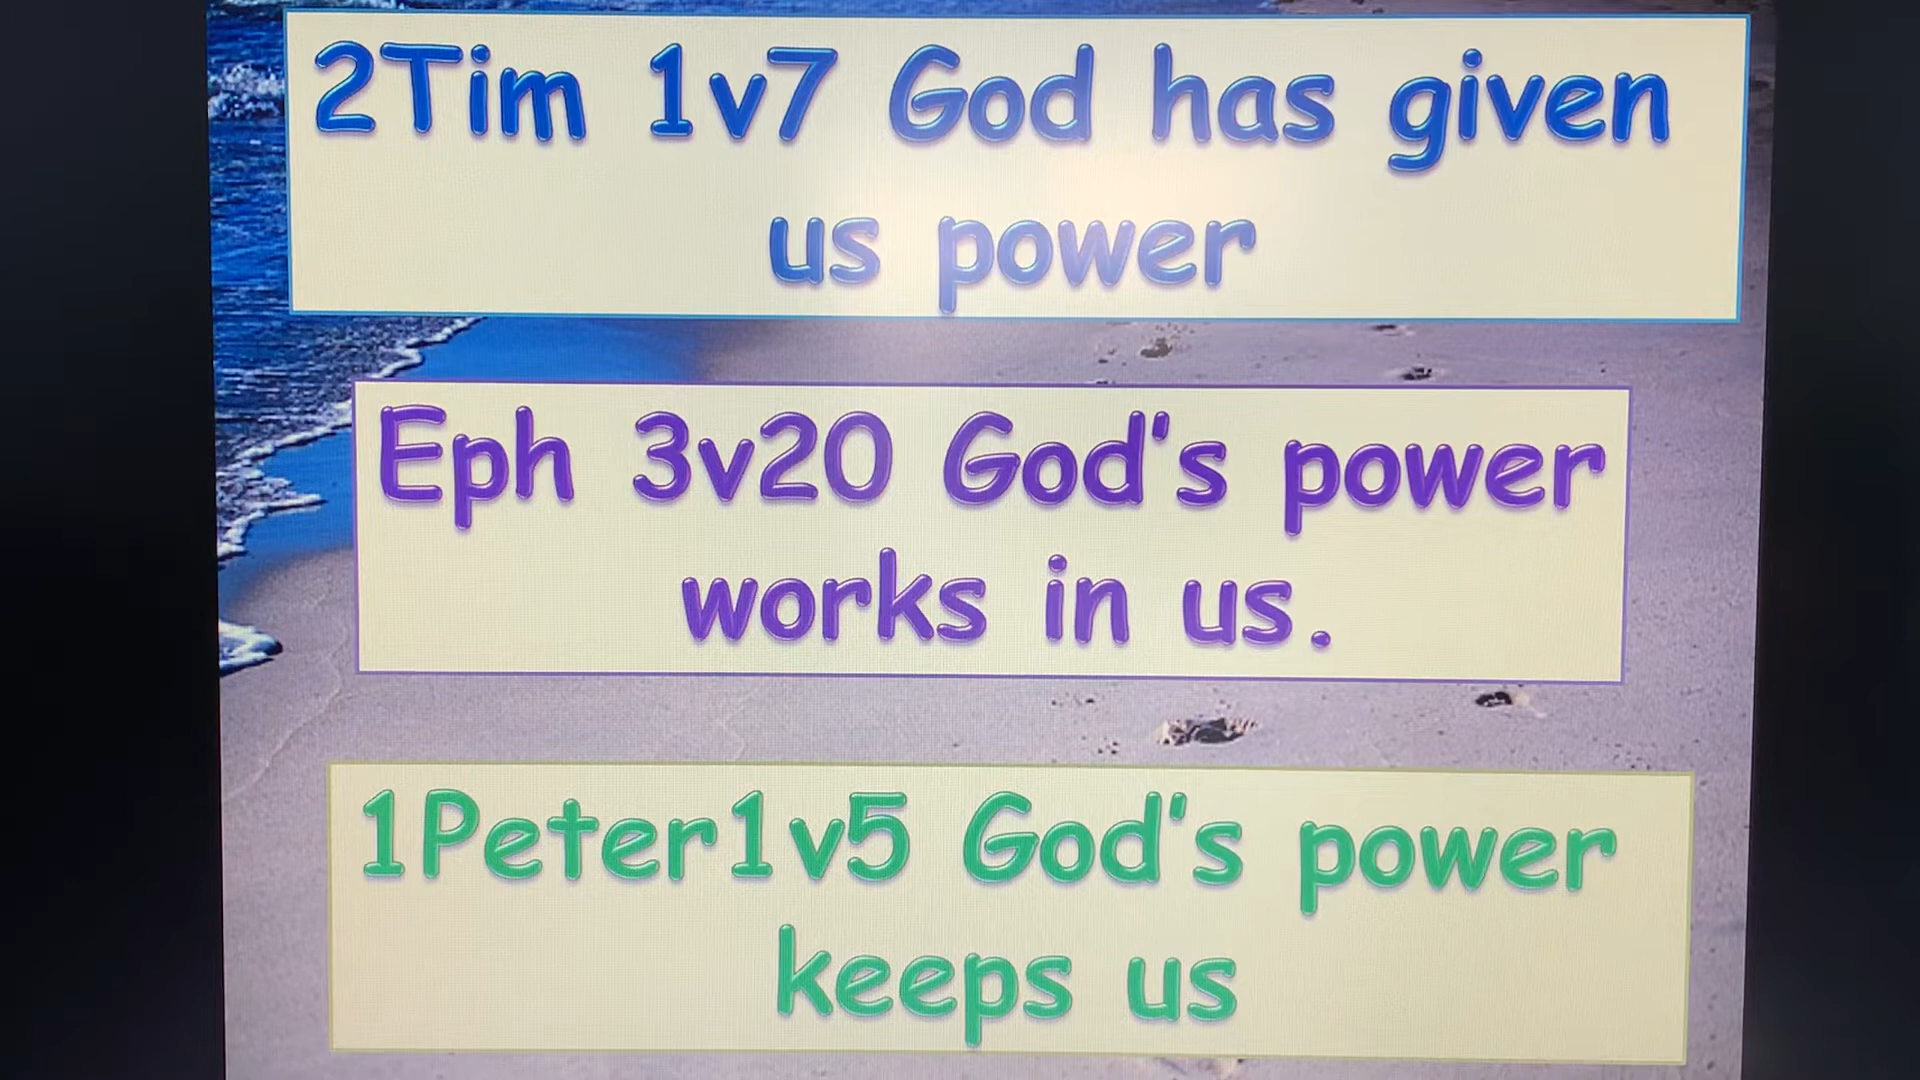 2Tim 1v7 God has given
us power
Eph 3v20 God's power
works in us.
1Peter1v5 God's power
keeps us